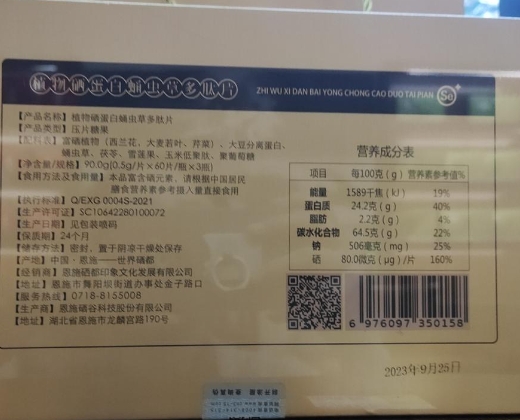 植物硒蛋白蛹虫草多肽片
ZHI WU XI DAN BAI YONG CHONG CAO DUO TAI PIAN
Se
【产品名称】植物硒蛋白蛹虫草多肽片
【产品类型】压片糖果
【配料表】富硒植物（西兰花，大麦若叶、芹菜）、大豆分离蛋白、
蛹虫草、茯苓、雪莲果、玉米低聚肽、聚葡萄糖
【净含量/规格】90.0g(0.5g/片×60片/瓶×3瓶)
【食用方法及食用量】本品富含硒元素，请根据中国居民
膳食营养素参考摄入量直接食用
【执行标准】Q/EXG 0004S-2021
【生产许可证】SC10642280100072
【生产日期】见包装喷码
【保质期】24个月
【储存方法】密封，置于阴凉干燥处保存
【产地】中国·恩施——世界硒都
【经销商】恩施硒都印象文化发展有限公司
【地址】恩施市舞阳坝街道办事处金子路口
【服务热线】0718-8155008
【生产商】恩施硒谷科技股份有限公司
【地址】湖北省恩施市龙麟宫路190号
营养成分表
项目 每100克(g) 营养素参考值%
能量 1589千焦(kJ) 19%
蛋白质 24.2克(g) 40%
脂肪 2.2克(g) 4%
碳水化合物 64.5克(g) 22%
钠 506毫克(mg) 25%
硒 80.0微克(μg)/片 160%
6 976097 350158
2023年9月25日